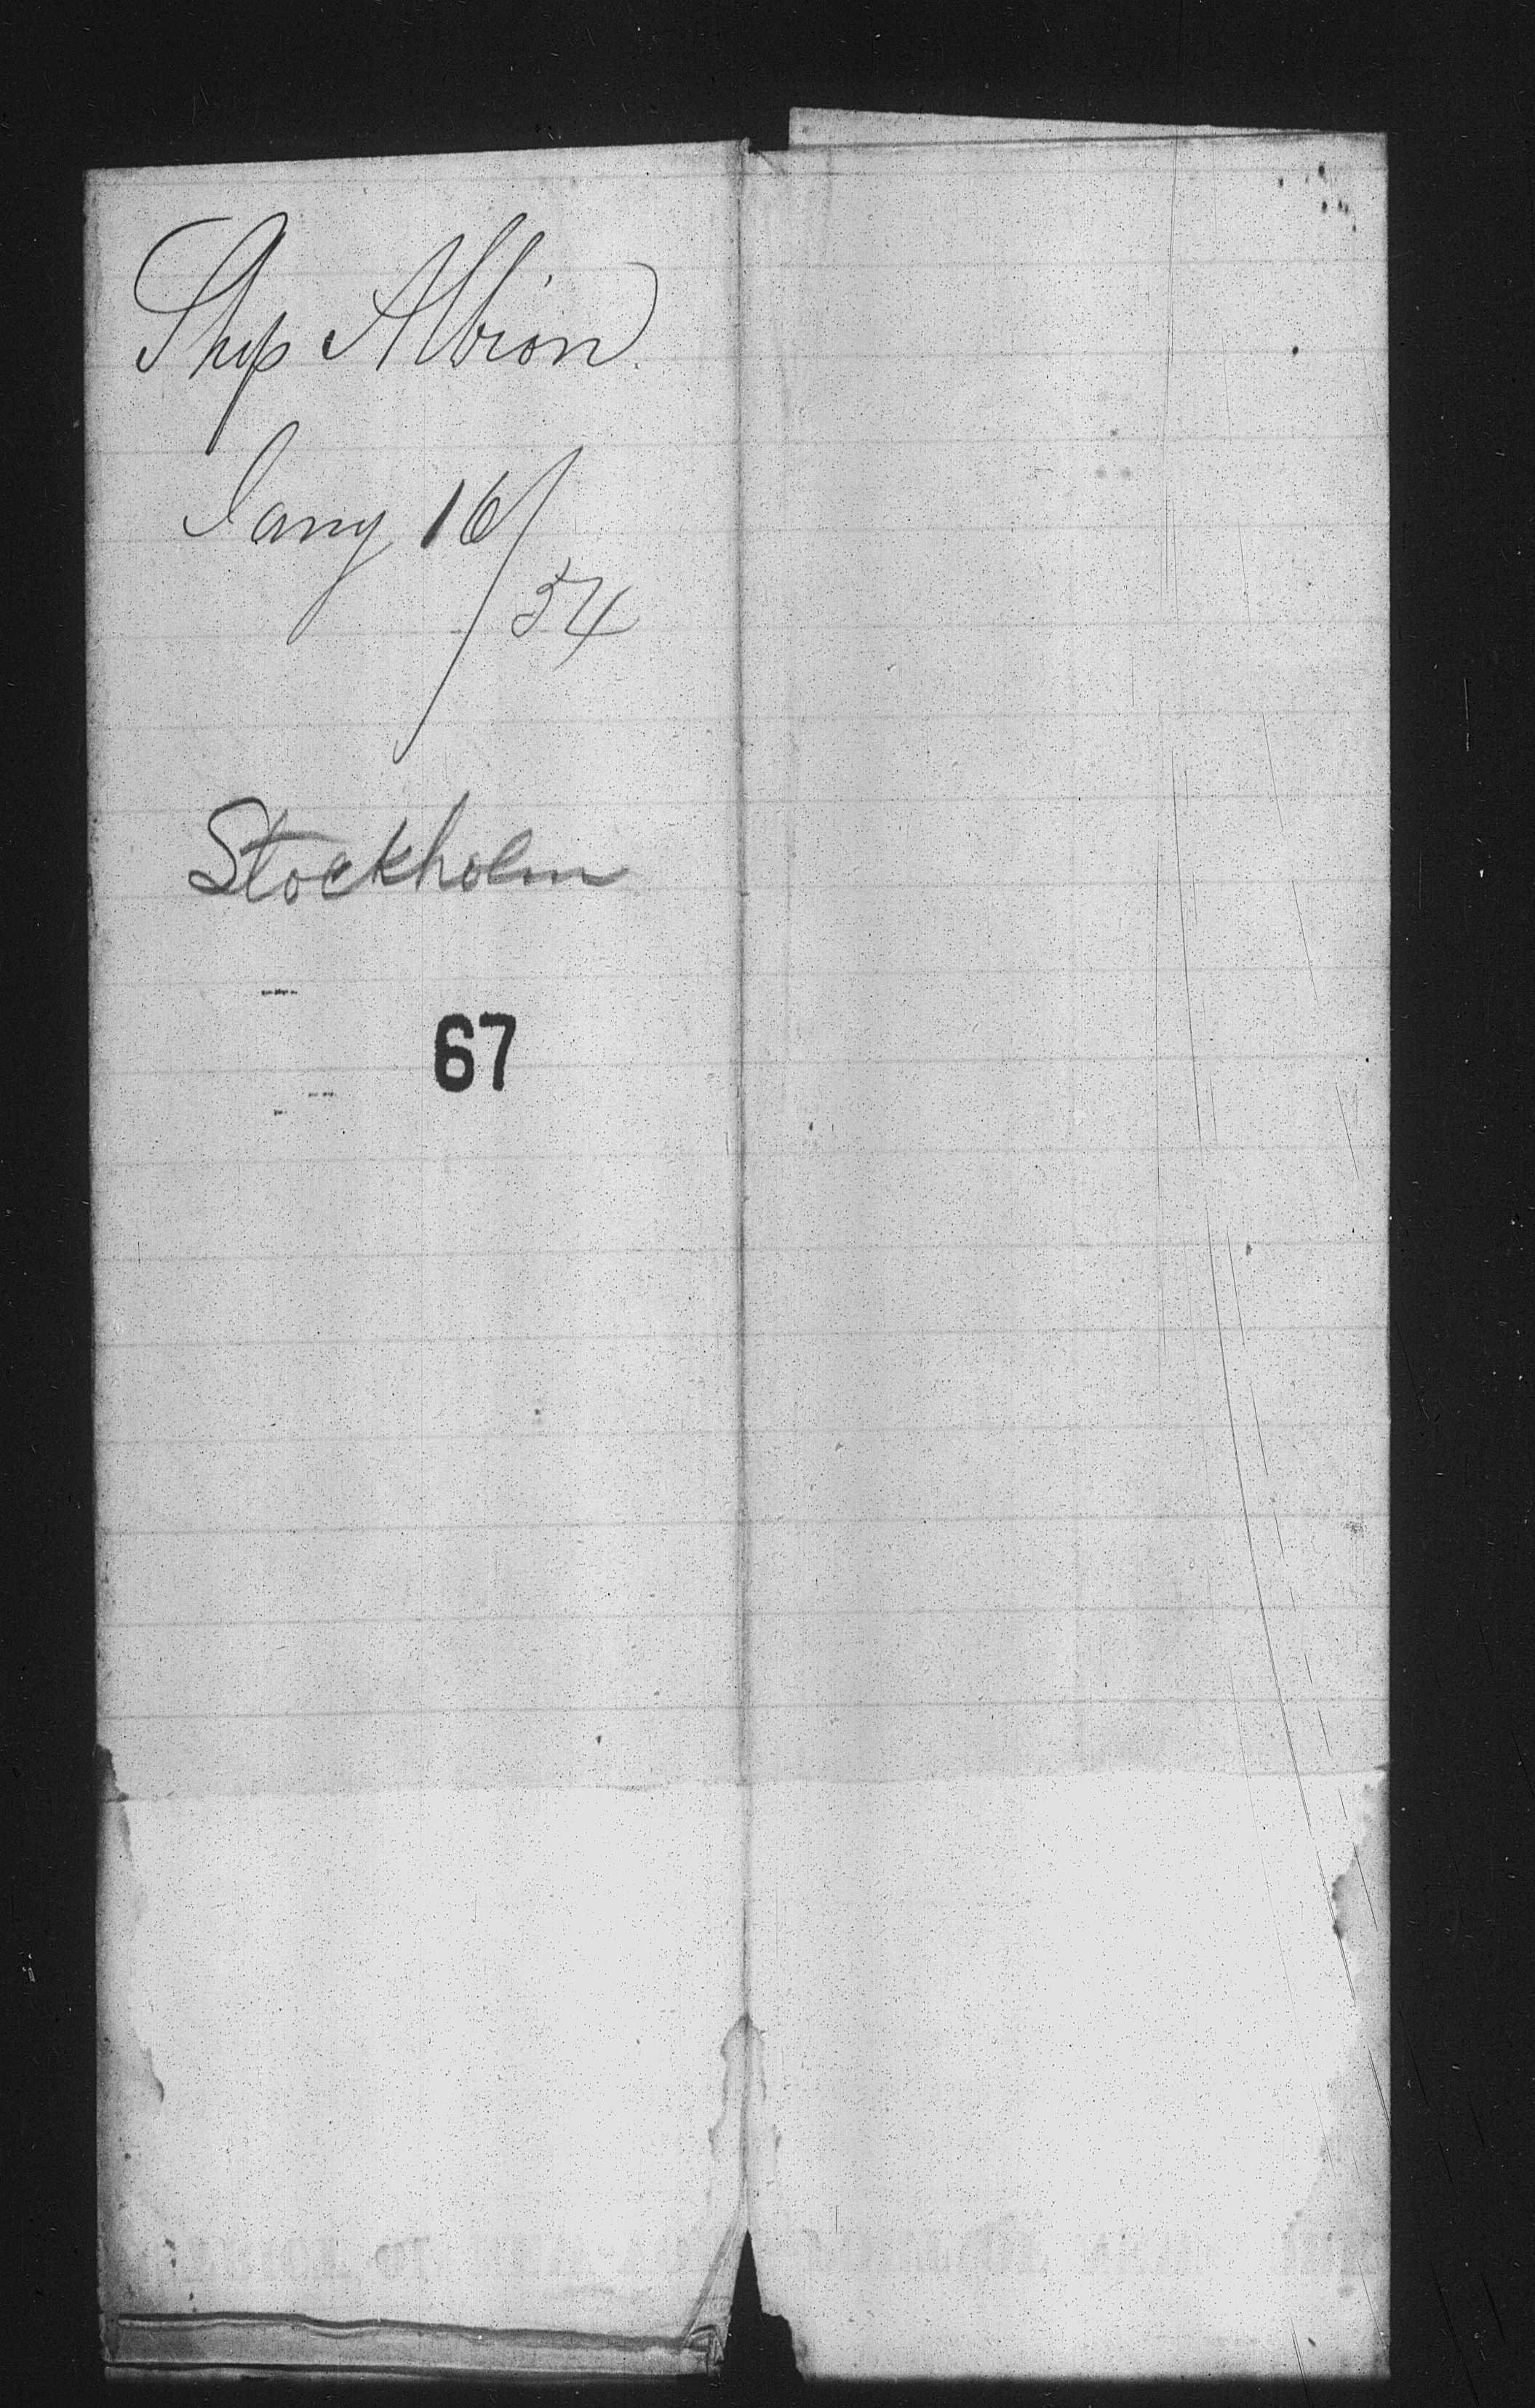 Ship Albion
Jany 16/54
Stockholm
67